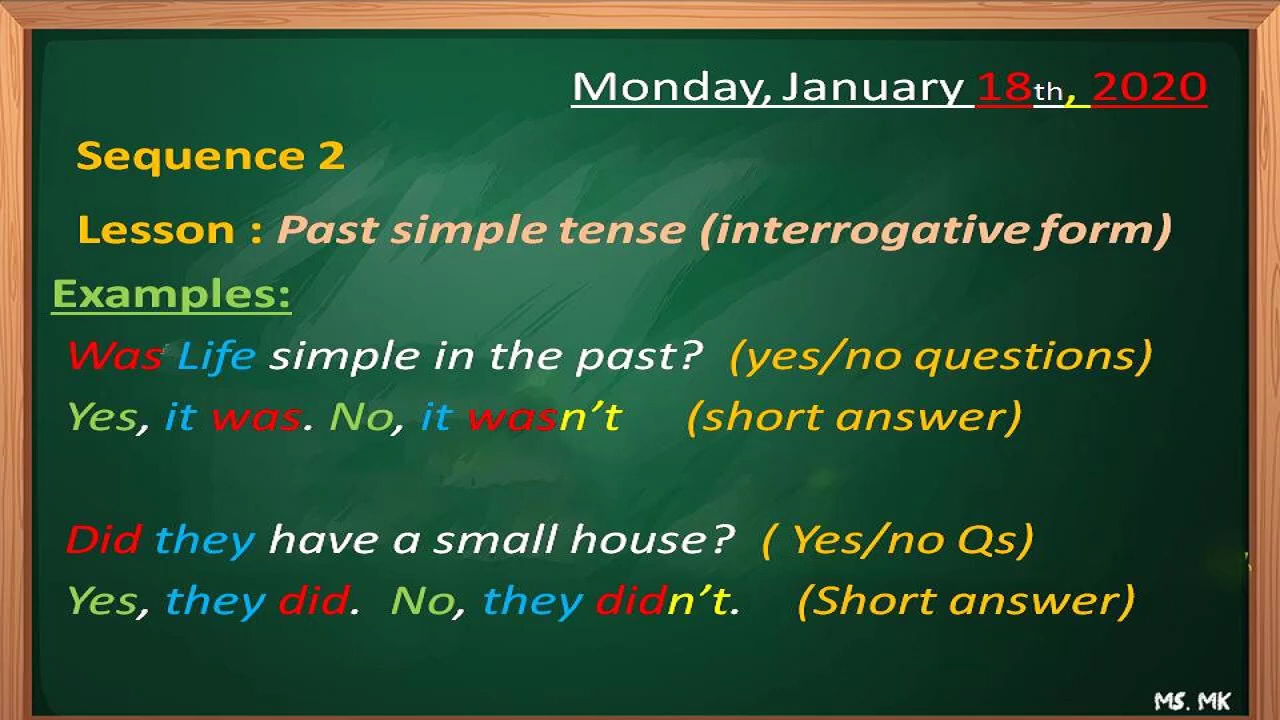 Monday, January 18th, 2020
Sequence 2
Lesson : Past simple tense (interrogative form)
Examples:
Was Life simple in the past? (yes/no questions)
Yes, it was. No, it wasn’t (short answer)
Did they have a small house? ( Yes/no Qs)
Yes, they did. No, they didn’t. (Short answer)
MS. MK